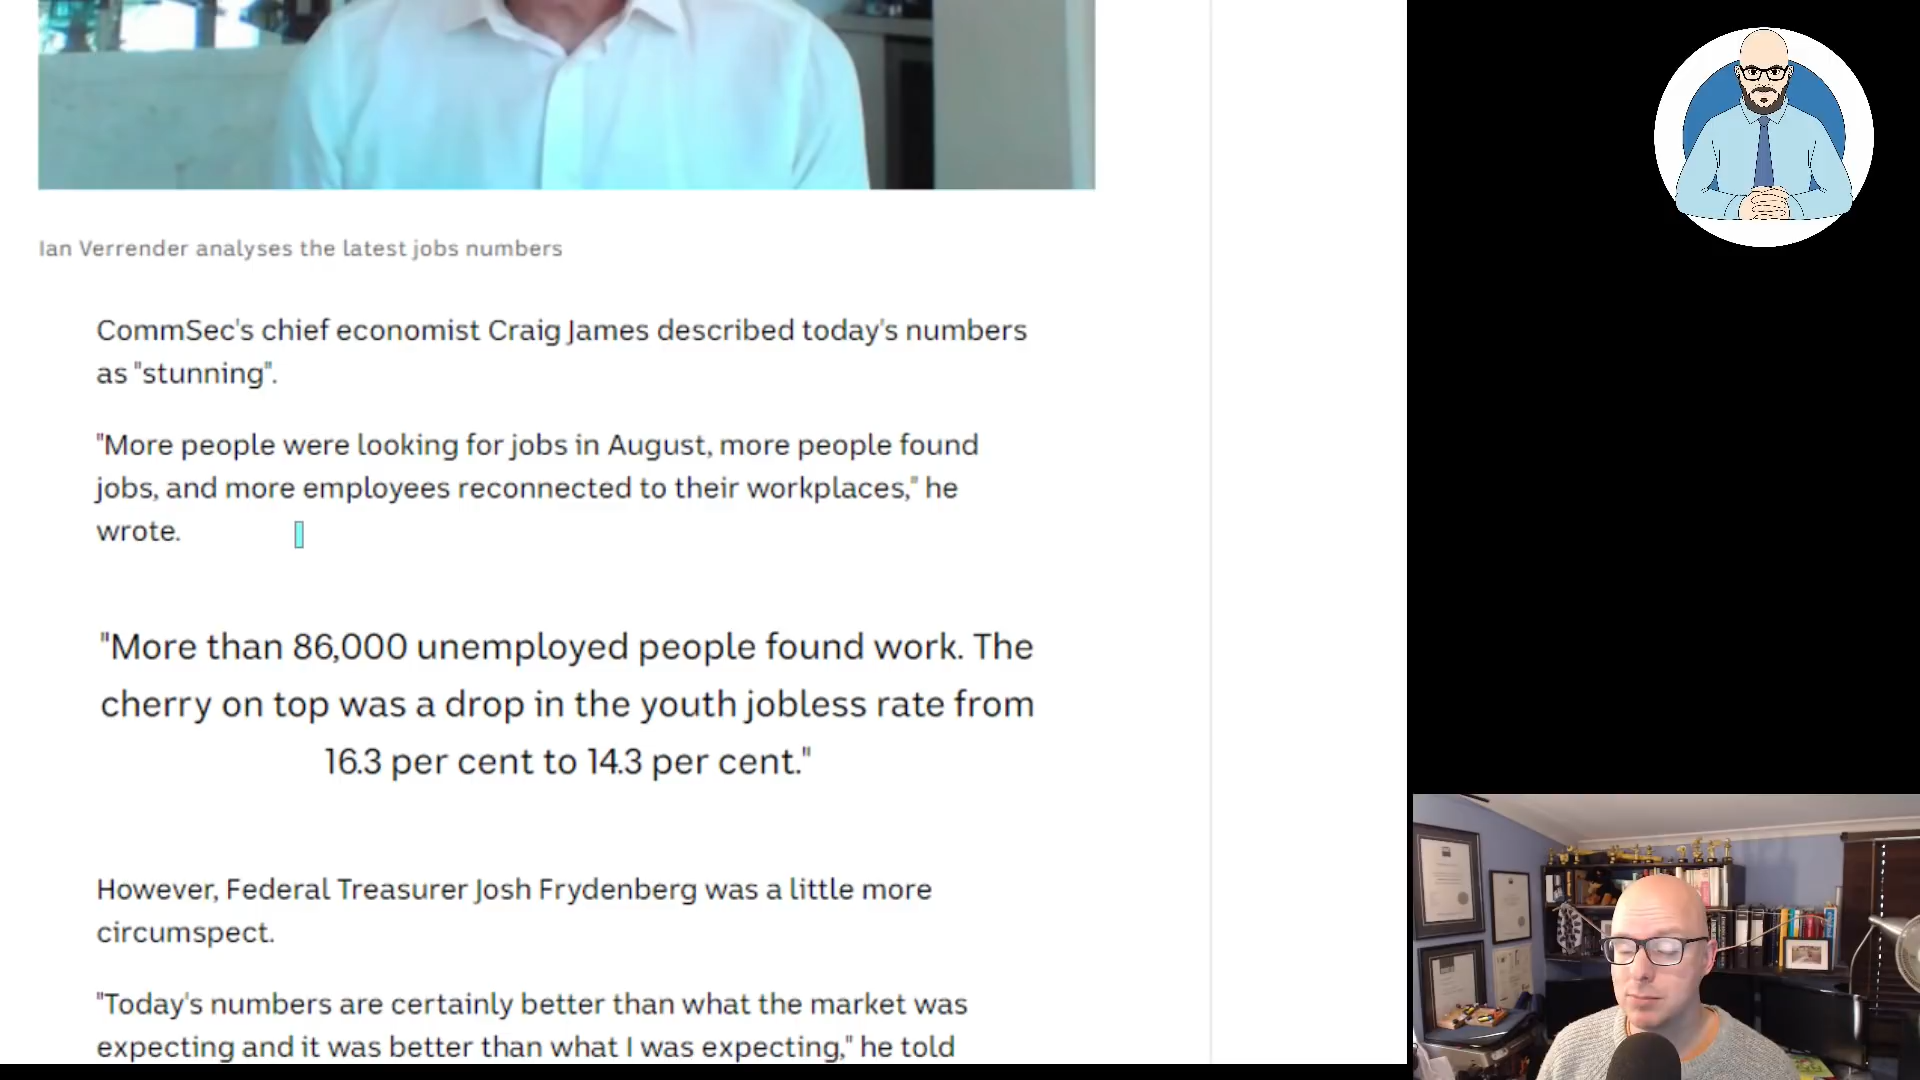 Ian Verrender analyses the latest jobs numbers
CommSec's chief economist Craig James described today's numbers
as "stunning".
"More people were looking for jobs in August, more people found
jobs, and more employees reconnected to their workplaces," he
wrote.
"More than 86,000 unemployed people found work. The
cherry on top was a drop in the youth jobless rate from
16.3 per cent to 14.3 per cent."
However, Federal Treasurer Josh Frydenberg was a little more
circumspect.
"Today's numbers are certainly better than what the market was
expecting and it was better than what I was expecting," he told